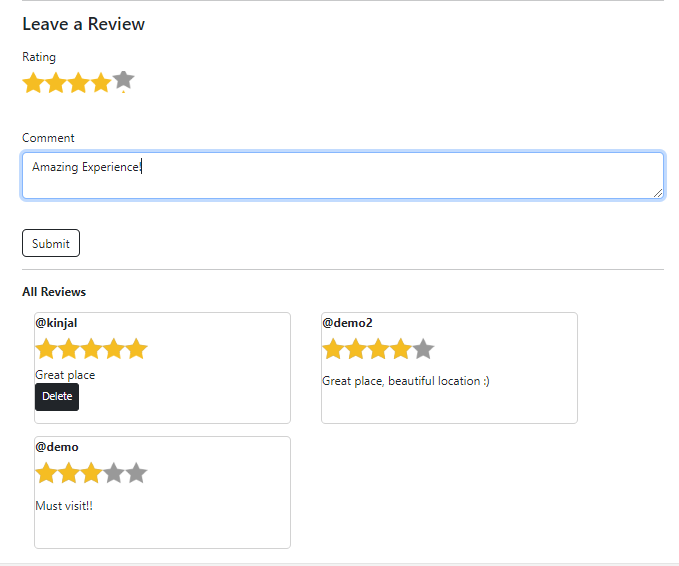 Leave a Review
Rating
Comment
Amazing Experience!
Submit
All Reviews
@kinjal
Great place
Delete
@demo2
Great place, beautiful location :)
@demo
Must visit!!